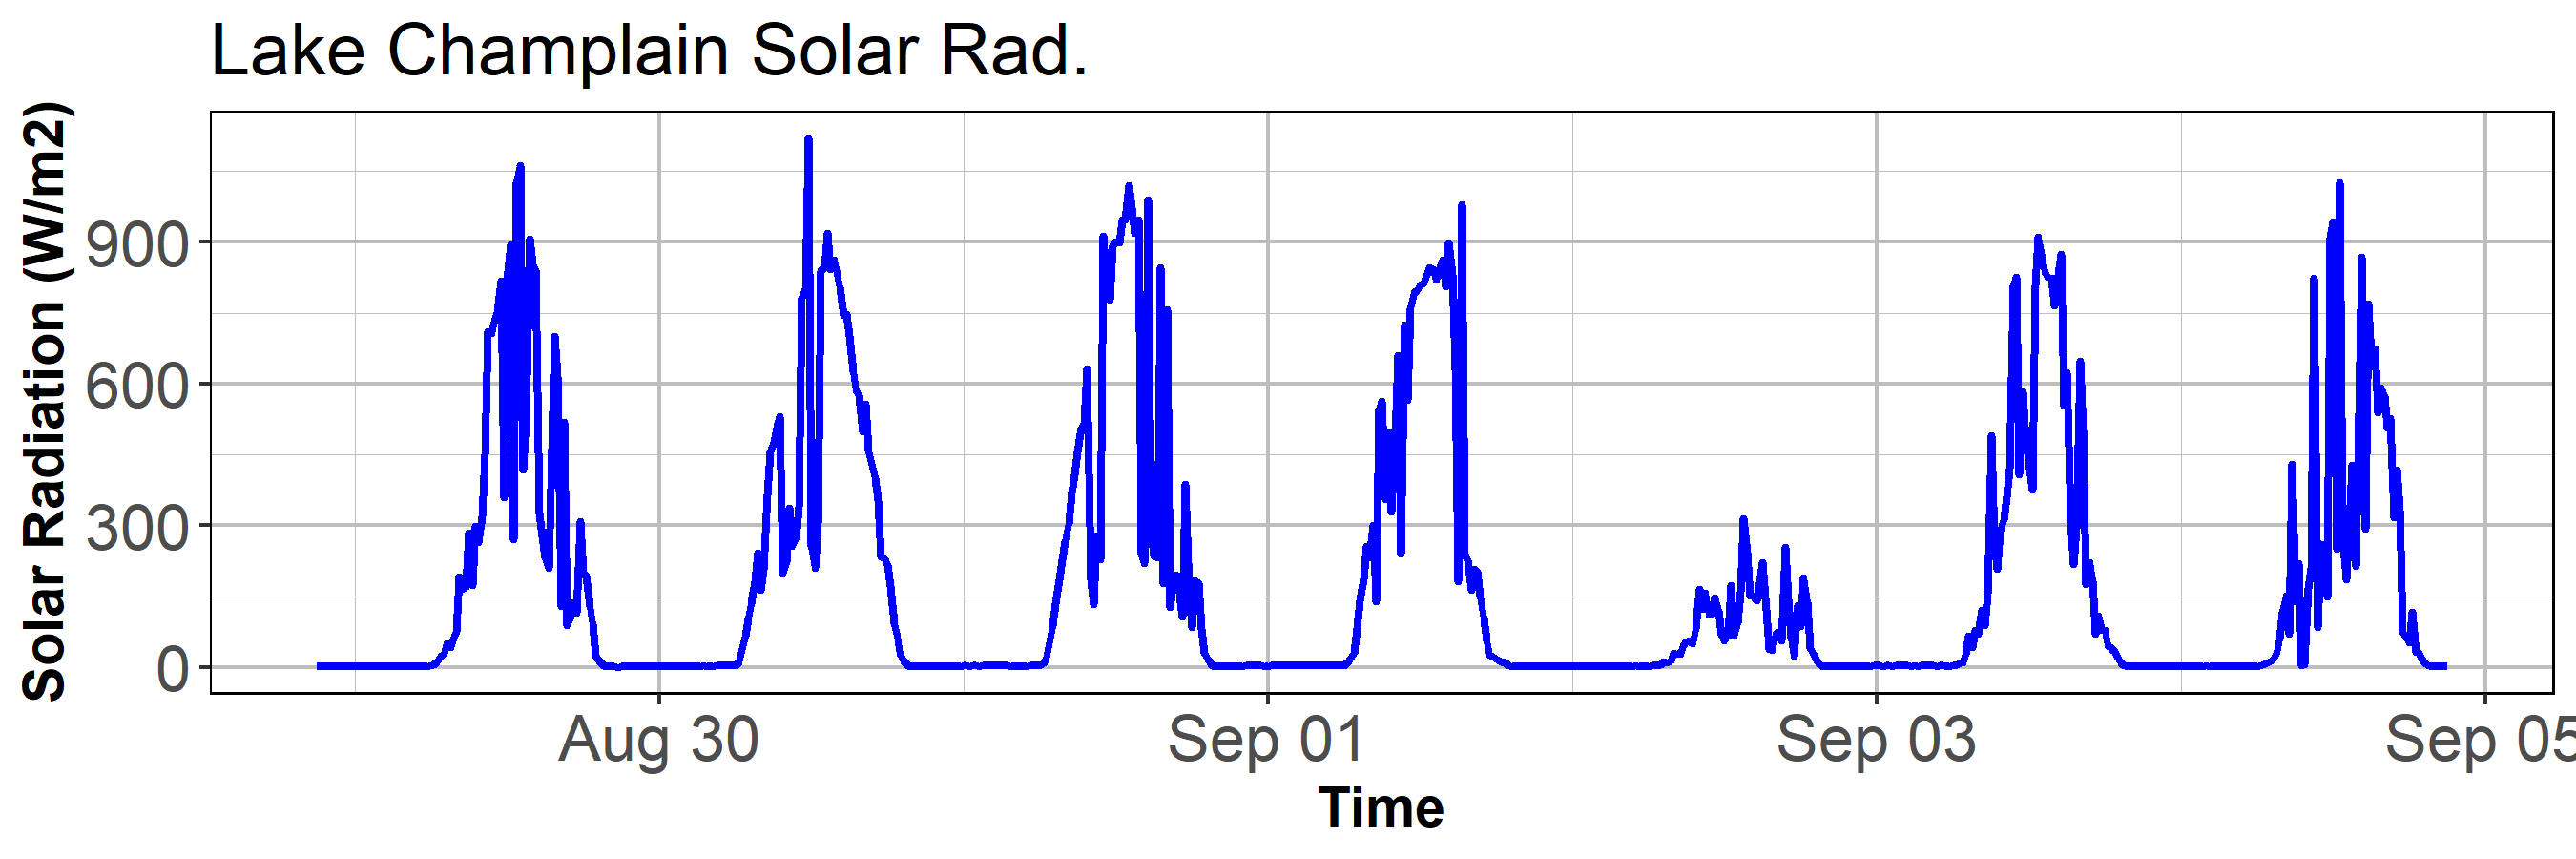 Lake Champlain Solar Rad.
Solar Radiation (W/m2)
900
600
300
0
Aug 30 Sep 01 Sep 03 Sep 05
Time